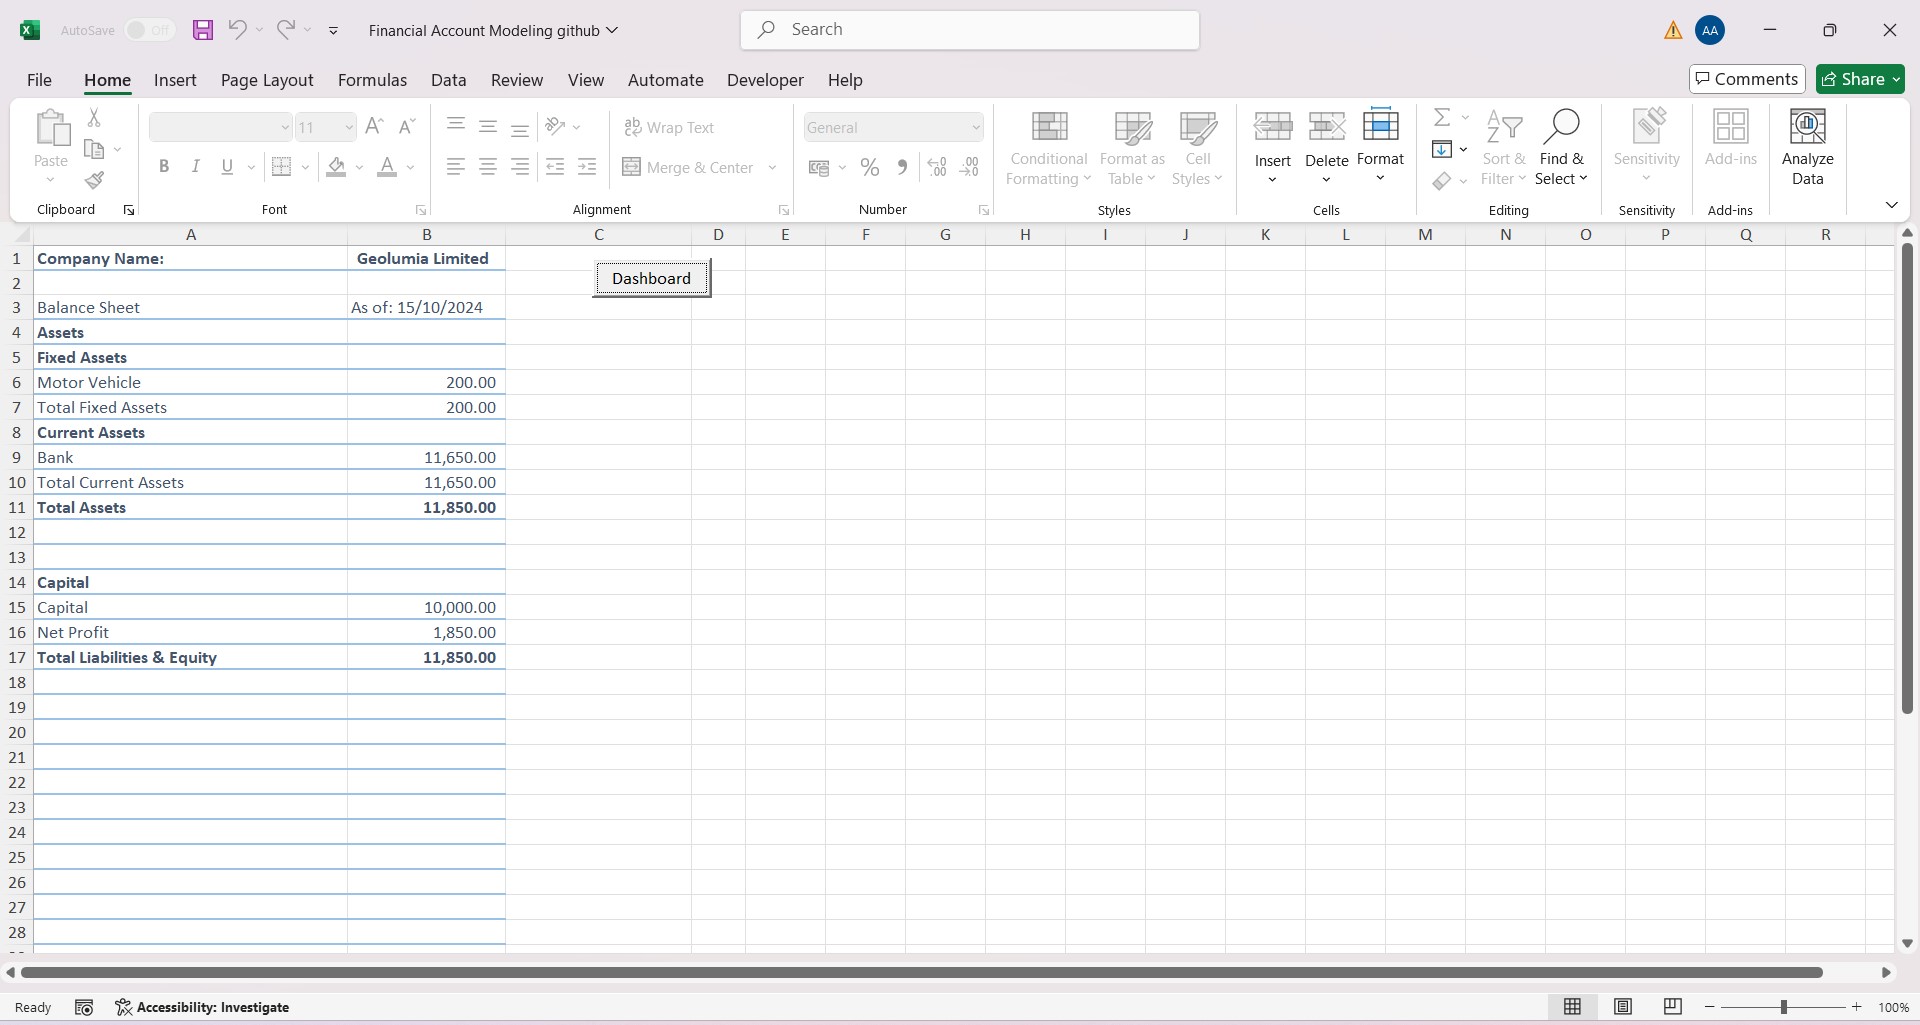 AutoSave Off Financial Account Modeling github Search AA
File Home Insert Page Layout Formulas Data Review View Automate Developer Help Comments Share
Paste
Clipboard
11
B I U A
Font
Wrap Text
Merge & Center
Alignment
General
% 9 .00
Number
Conditional Formatting
Format as Table
Cell Styles
Styles
Insert
Delete
Format
Cells
Sort & Filter
Find & Select
Editing
Sensitivity
Sensitivity
Add-ins
Add-ins
Analyze Data
A B C D E F G H I J K L M N O P Q R
1 Company Name: Geolumia Limited
Dashboard
2
3 Balance Sheet As of: 15/10/2024
4 Assets
5 Fixed Assets
6 Motor Vehicle 200.00
7 Total Fixed Assets 200.00
8 Current Assets
9 Bank 11,650.00
10 Total Current Assets 11,650.00
11 Total Assets 11,850.00
12
13
14 Capital
15 Capital 10,000.00
16 Net Profit 1,850.00
17 Total Liabilities & Equity 11,850.00
18
19
20
21
22
23
24
25
26
27
28
Ready Accessibility: Investigate 100%